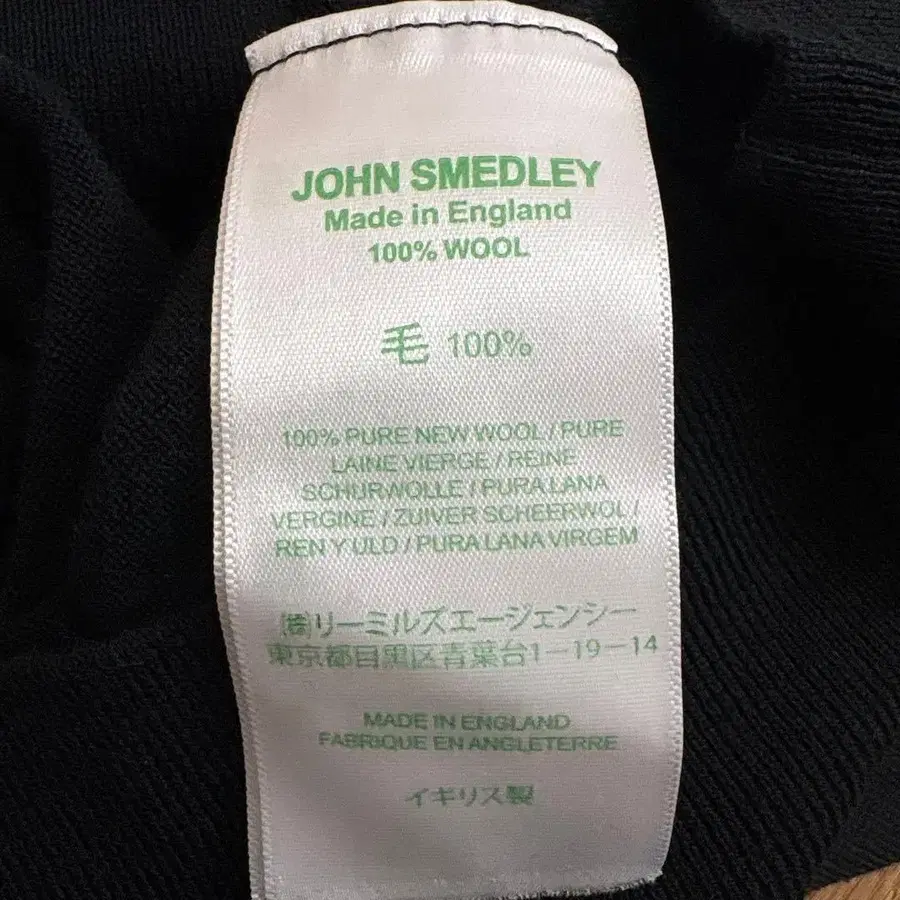 JOHN SMEDLEY
Made in England
100% WOOL
毛 100%
100% PURE NEW WOOL / PURE
LAINE VIERGE / REINE
SCHURWOLLE / PURA LANA
VERGINE / ZUIVER SCHEERWOL /
REN Y ULD / PURA LANA VIRGEM
㈱リーミルズエージェンシー
東京都目黒区青葉台1-19-14
MADE IN ENGLAND
FABRIQUE EN ANGLETERRE
イギリス製